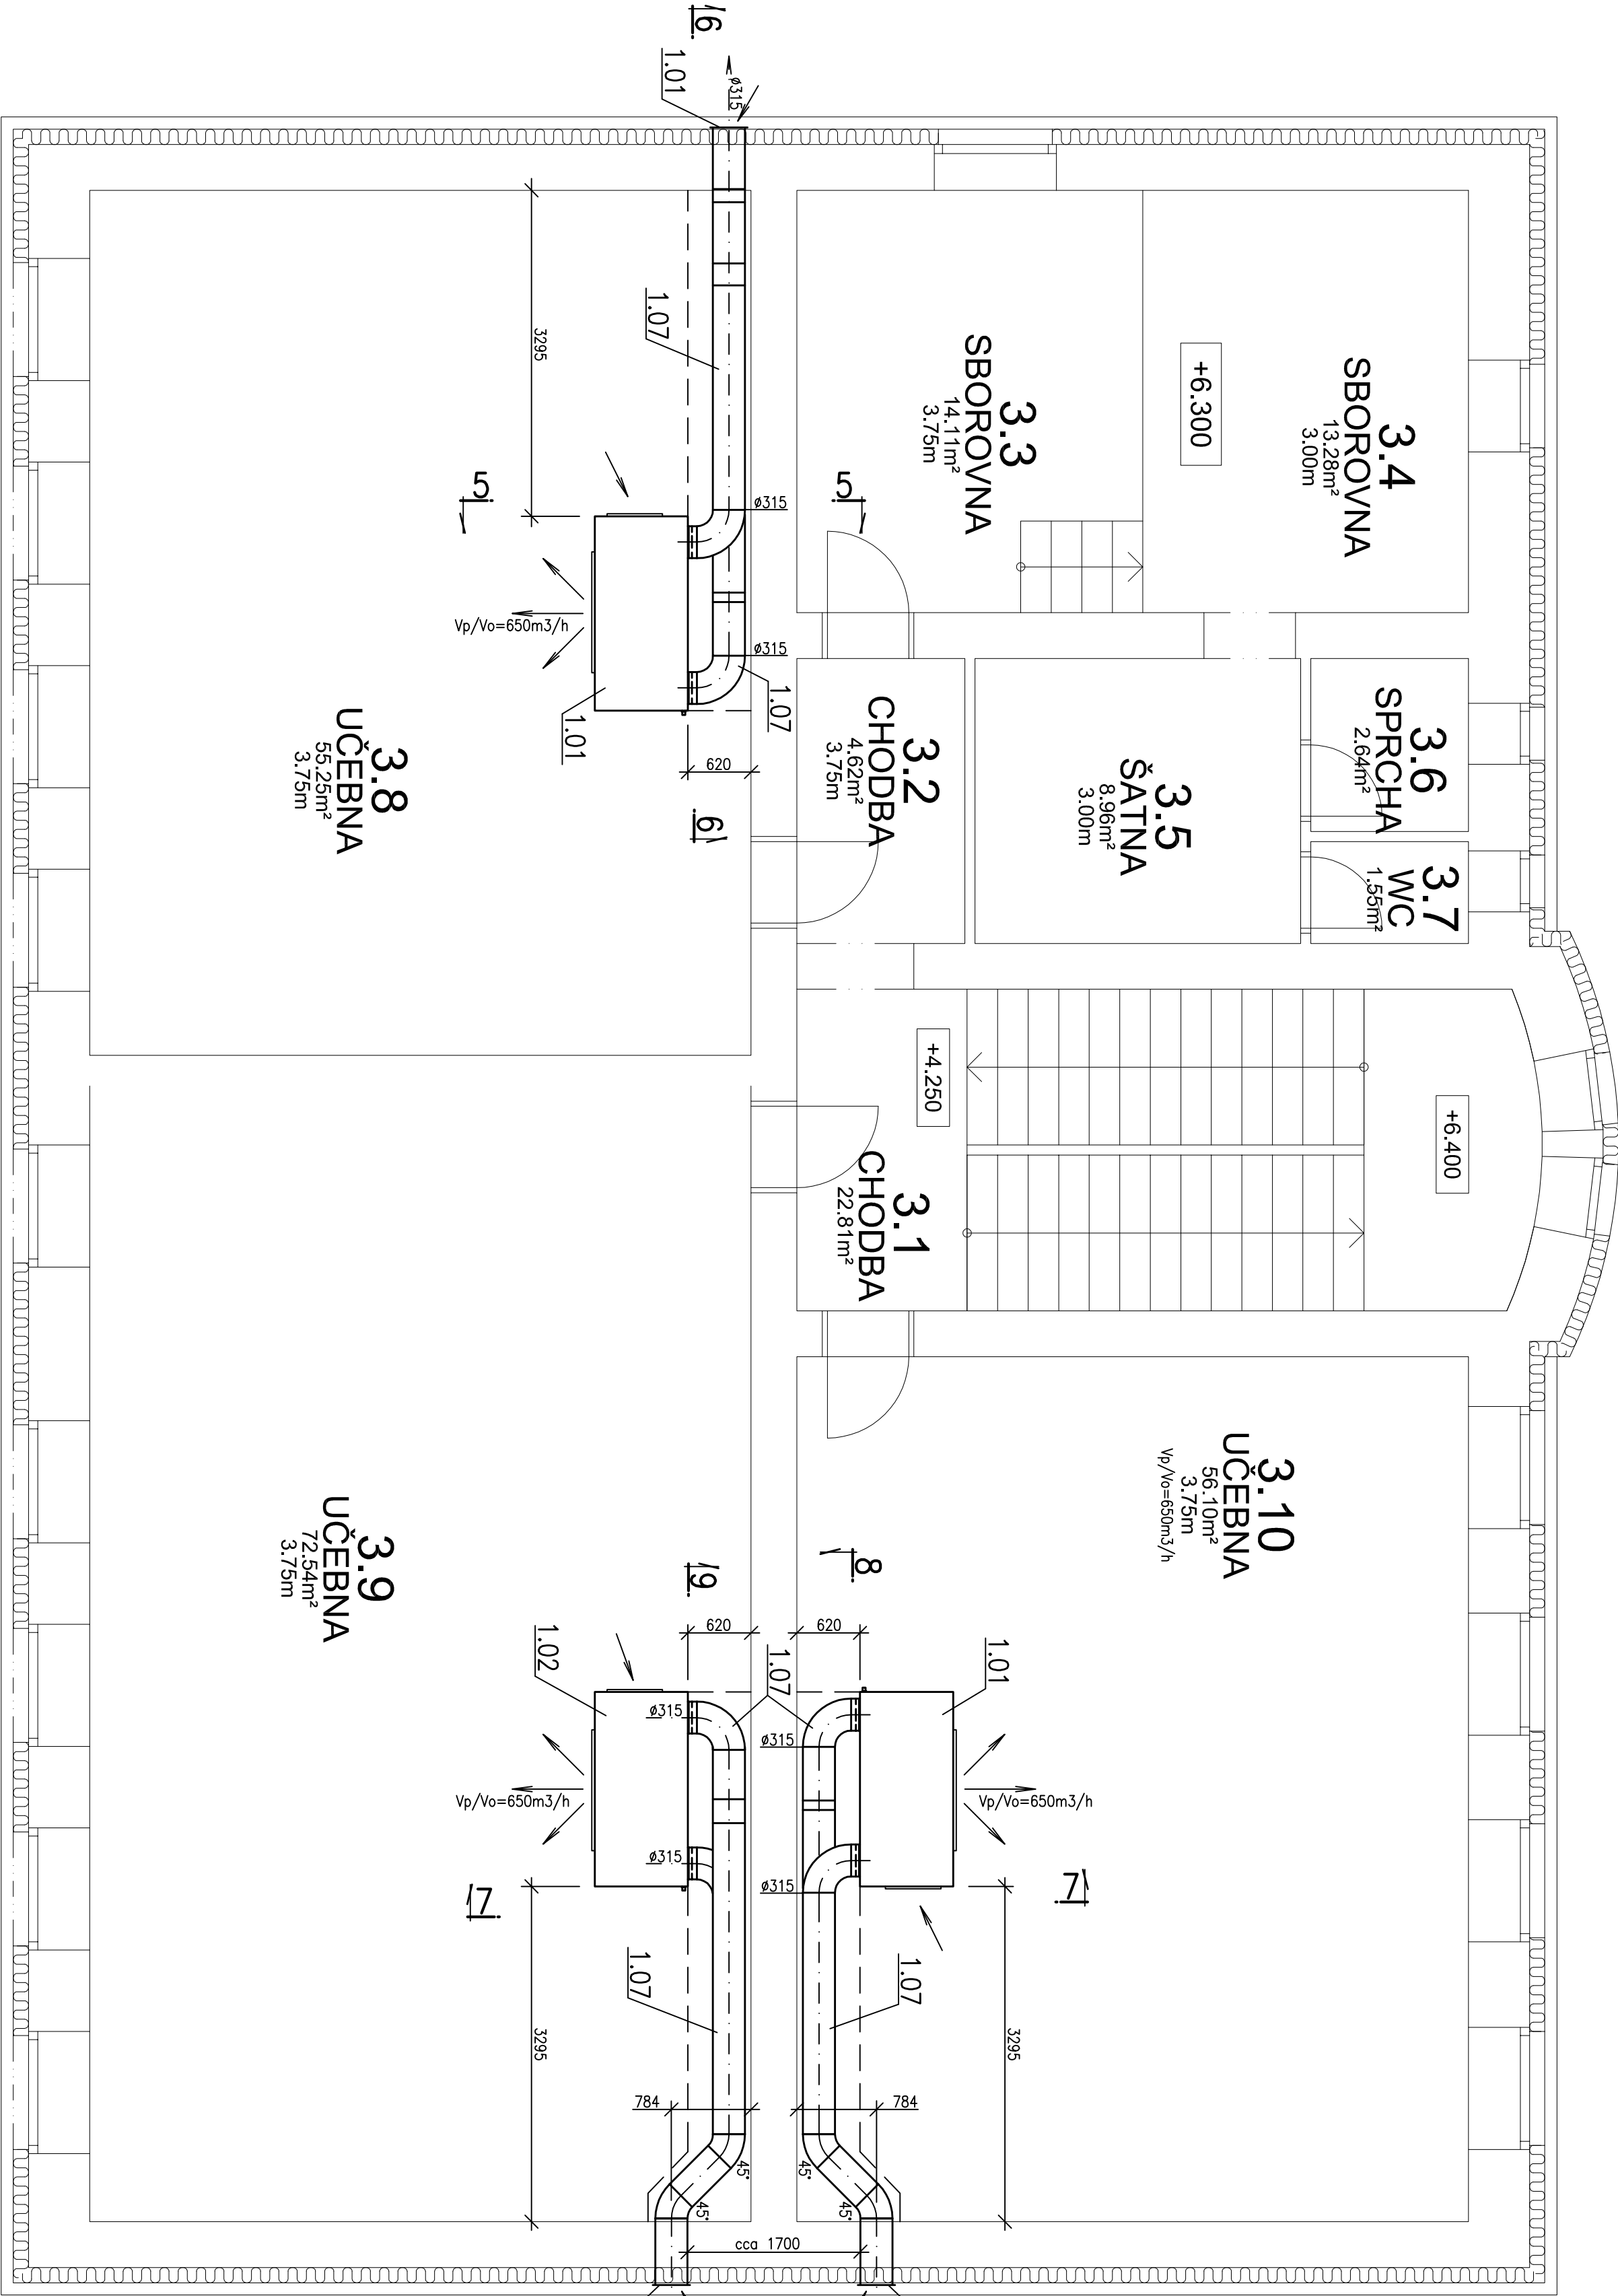 6
1.01
ø315
1.07
3295
5
5
ø315
ø315
1.07
1.01
620
6
Vp/Vo=650m3/h
3.8
UČEBNA
55.25m²
3.75m
3.4
SBOROVNA
13.28m²
3.00m
+6.300
3.3
SBOROVNA
14.11m²
3.75m
3.6
SPRCHA
2.64m²
3.7
WC
1.55m²
3.5
ŠATNA
8.96m²
3.00m
3.2
CHODBA
4.62m²
3.75m
+4.250
+6.400
3.1
CHODBA
22.81m²
3.10
UČEBNA
56.10m²
3.75m
Vp/Vo=650m3/h
3.9
UČEBNA
72.54m²
3.75m
9
8
620
620
1.02
1.07
1.01
ø315
ø315
ø315
ø315
Vp/Vo=650m3/h
Vp/Vo=650m3/h
7
7
1.07
1.07
3295
3295
784
784
45°
45°
45°
45°
cca 1700